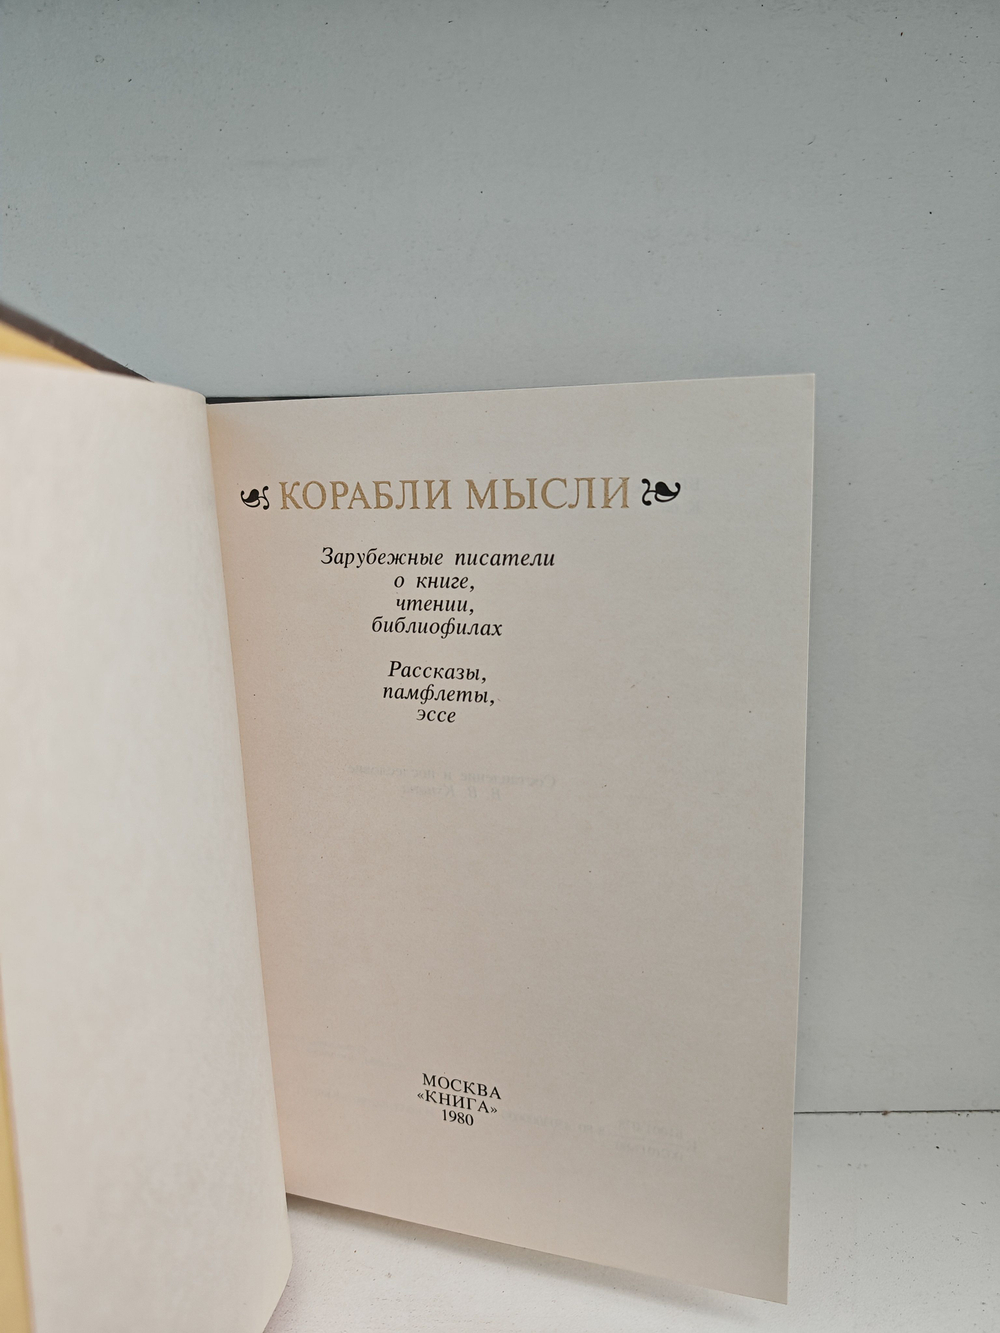 КОРАБЛИ МЫСЛИ
Зарубежные писатели
о книге,
чтении,
библиофилах
Рассказы,
памфлеты,
эссе
МОСКВА
«КНИГА»
1980